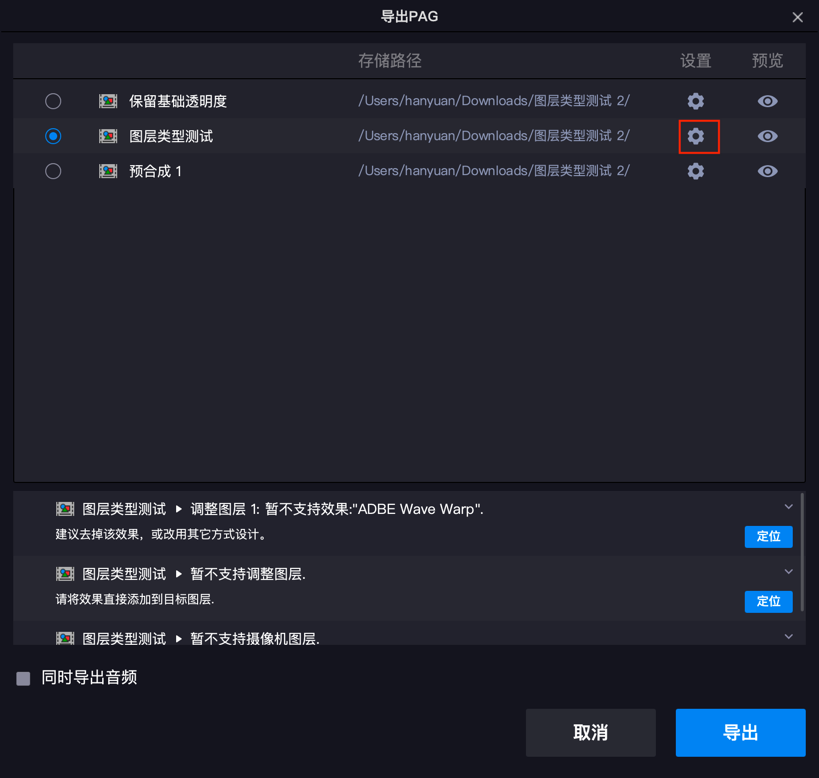 导出PAG
存储路径 设置 预览
保留基础透明度 /Users/hanyuan/Downloads/图层类型测试 2/
图层类型测试 /Users/hanyuan/Downloads/图层类型测试 2/
预合成 1 /Users/hanyuan/Downloads/图层类型测试 2/
图层类型测试 ▶ 调整图层 1: 暂不支持效果:"ADBE Wave Warp".
建议去掉该效果，或改用其它方式设计。
定位
图层类型测试 ▶ 暂不支持调整图层.
请将效果直接添加到目标图层.
定位
图层类型测试 ▶ 暂不支持摄像机图层.
同时导出音频
取消 导出